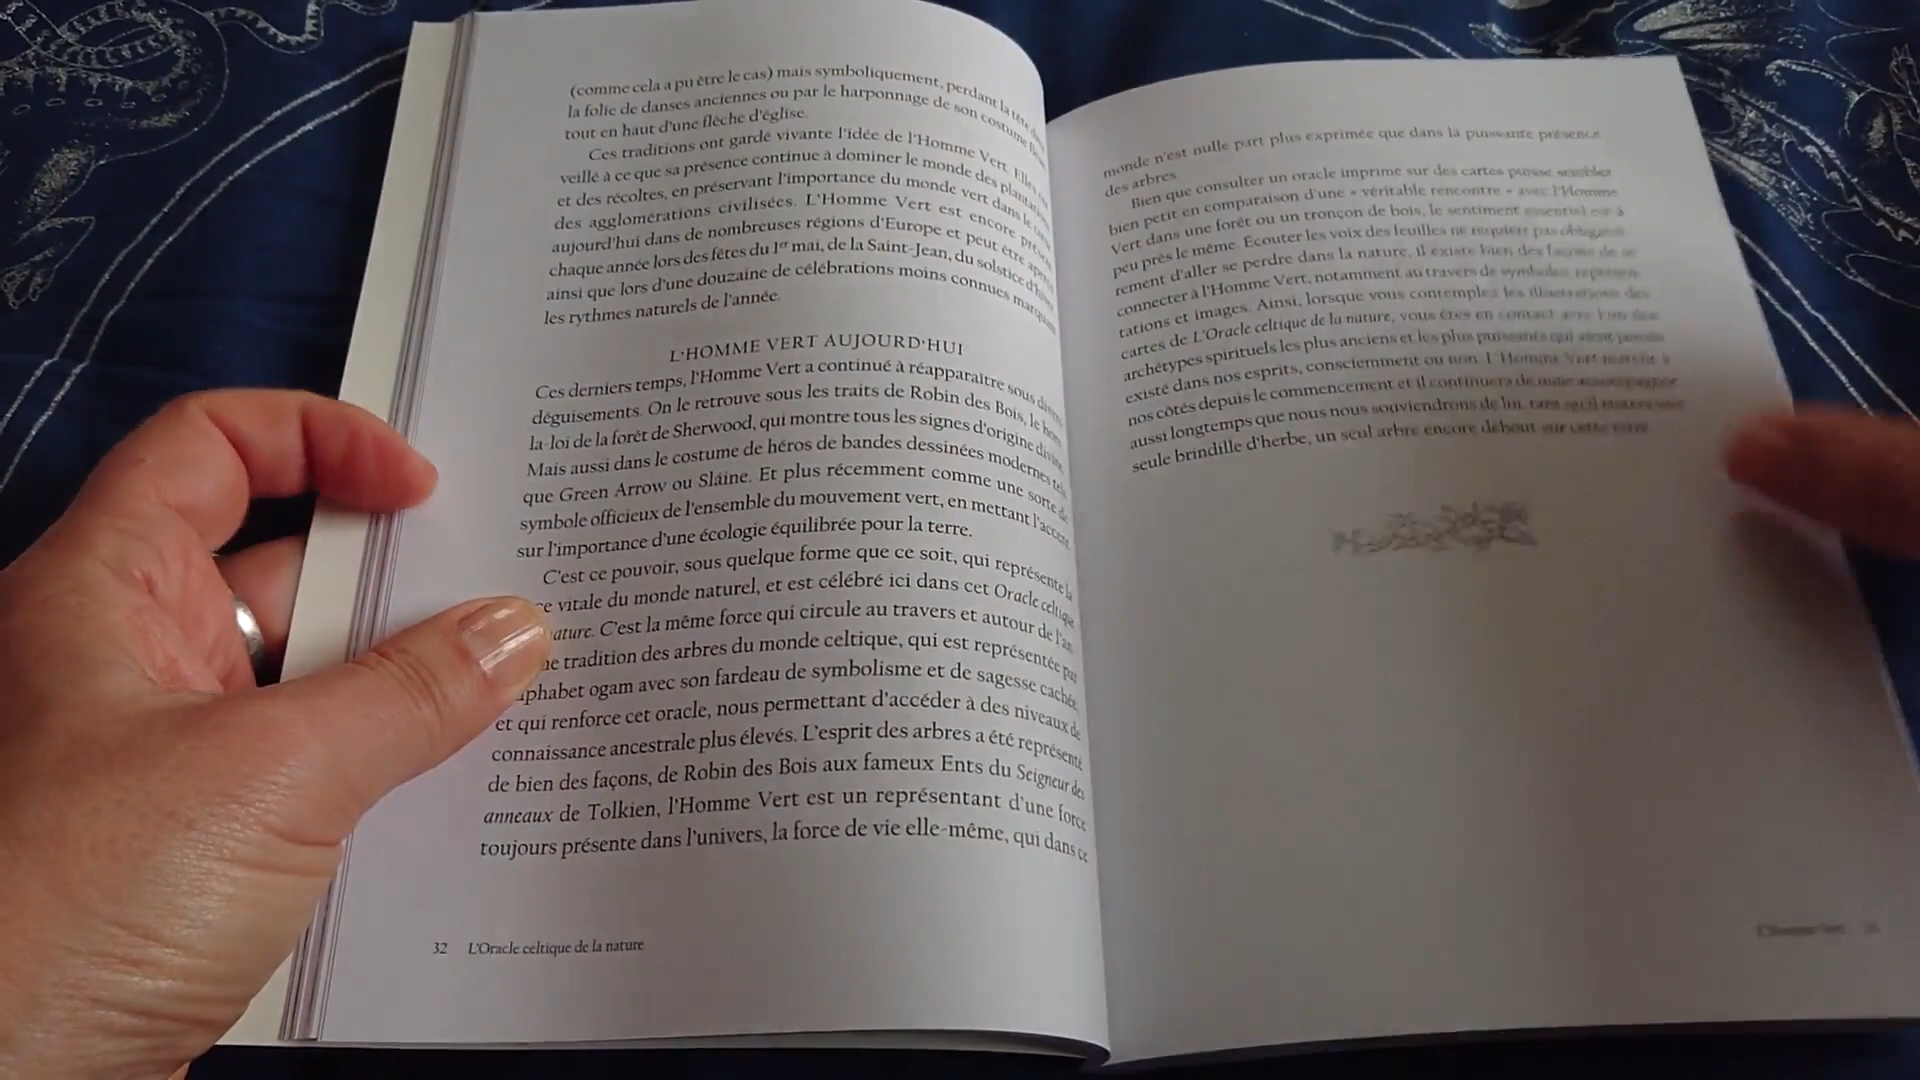 (comme cela a pu être le cas) mais symboliquement, perdant la tête dans
la folie de danses anciennes ou par le harponnage de son costume
tout en haut d'une flèche d'église.
Ces traditions ont gardé vivante l'idée de l'Homme Vert. Elles
veillé à ce que sa présence continue à dominer le monde des plantations
et des récoltes, en préservant l'importance du monde vert dans le
des agglomérations civilisées. L'Homme Vert est encore
aujourd'hui dans de nombreuses régions d'Europe et peut être
chaque année lors des fêtes du 1er mai, de la Saint-Jean, du solstice d'hiver
ainsi que lors d'une douzaine de célébrations moins connues marquant
les rythmes naturels de l'année.
L'HOMME VERT AUJOURD'HUI
Ces derniers temps, l'Homme Vert a continué à réapparaître sous divers
déguisements. On le retrouve sous les traits de Robin des Bois, le hors
la-loi de la forêt de Sherwood, qui montre tous les signes d'origine divine.
Mais aussi dans le costume de héros de bandes dessinées modernes tels
que Green Arrow ou Sláine. Et plus récemment comme une sorte de
symbole officieux de l'ensemble du mouvement vert, en mettant l'accent
sur l'importance d'une écologie équilibrée pour la terre.
C'est ce pouvoir, sous quelque forme que ce soit, qui représente la
ce vitale du monde naturel, et est célébré ici dans cet Oracle celtique
ature. C'est la même force qui circule au travers et autour de l'an-
ne tradition des arbres du monde celtique, qui est représentée par
phabet ogam avec son fardeau de symbolisme et de sagesse cachée,
et qui renforce cet oracle, nous permettant d'accéder à des niveaux de
connaissance ancestrale plus élevés. L'esprit des arbres a été représenté
de bien des façons, de Robin des Bois aux fameux Ents du Seigneur des
anneaux de Tolkien, l'Homme Vert est un représentant d'une force
toujours présente dans l'univers, la force de vie elle-même, qui dans ce
32 L'Oracle celtique de la nature
monde n'est nulle part plus exprimée que dans la puissante présence
des arbres
Bien que consulter un oracle imprimé sur des cartes puisse sembler
bien petit en comparaison d'une « véritable rencontre » avec l'Homme
Vert dans une forêt ou un tronçon de bois, le sentiment essentiel est à
peu près le même. Écouter les voix des feuilles ne requiert pas obligatoi-
rement d'aller se perdre dans la nature, il existe bien des façons de se
connecter à l'Homme Vert, notamment au travers de symboles, représen-
tations et images. Ainsi, lorsque vous contemplez les illustrations des
cartes de L'Oracle celtique de la nature, vous êtes en contact avec l'un des
archétypes spirituels les plus anciens et les plus puissants qui aient jamais
existé dans nos esprits, consciemment ou non. L'Homme Vert
nos côtés depuis le commencement et il continuera de nous accompagner
aussi longtemps que nous nous souviendrons de lui, tant qu'il restera une
seule brindille d'herbe, un seul arbre encore debout sur cette terre
L'Homme Vert